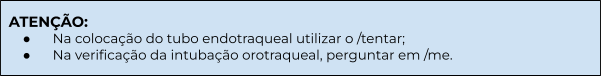 ATENÇÃO:
● Na colocação do tubo endotraqueal utilizar o /tentar;
● Na verificação da intubação orotraqueal, perguntar em /me.